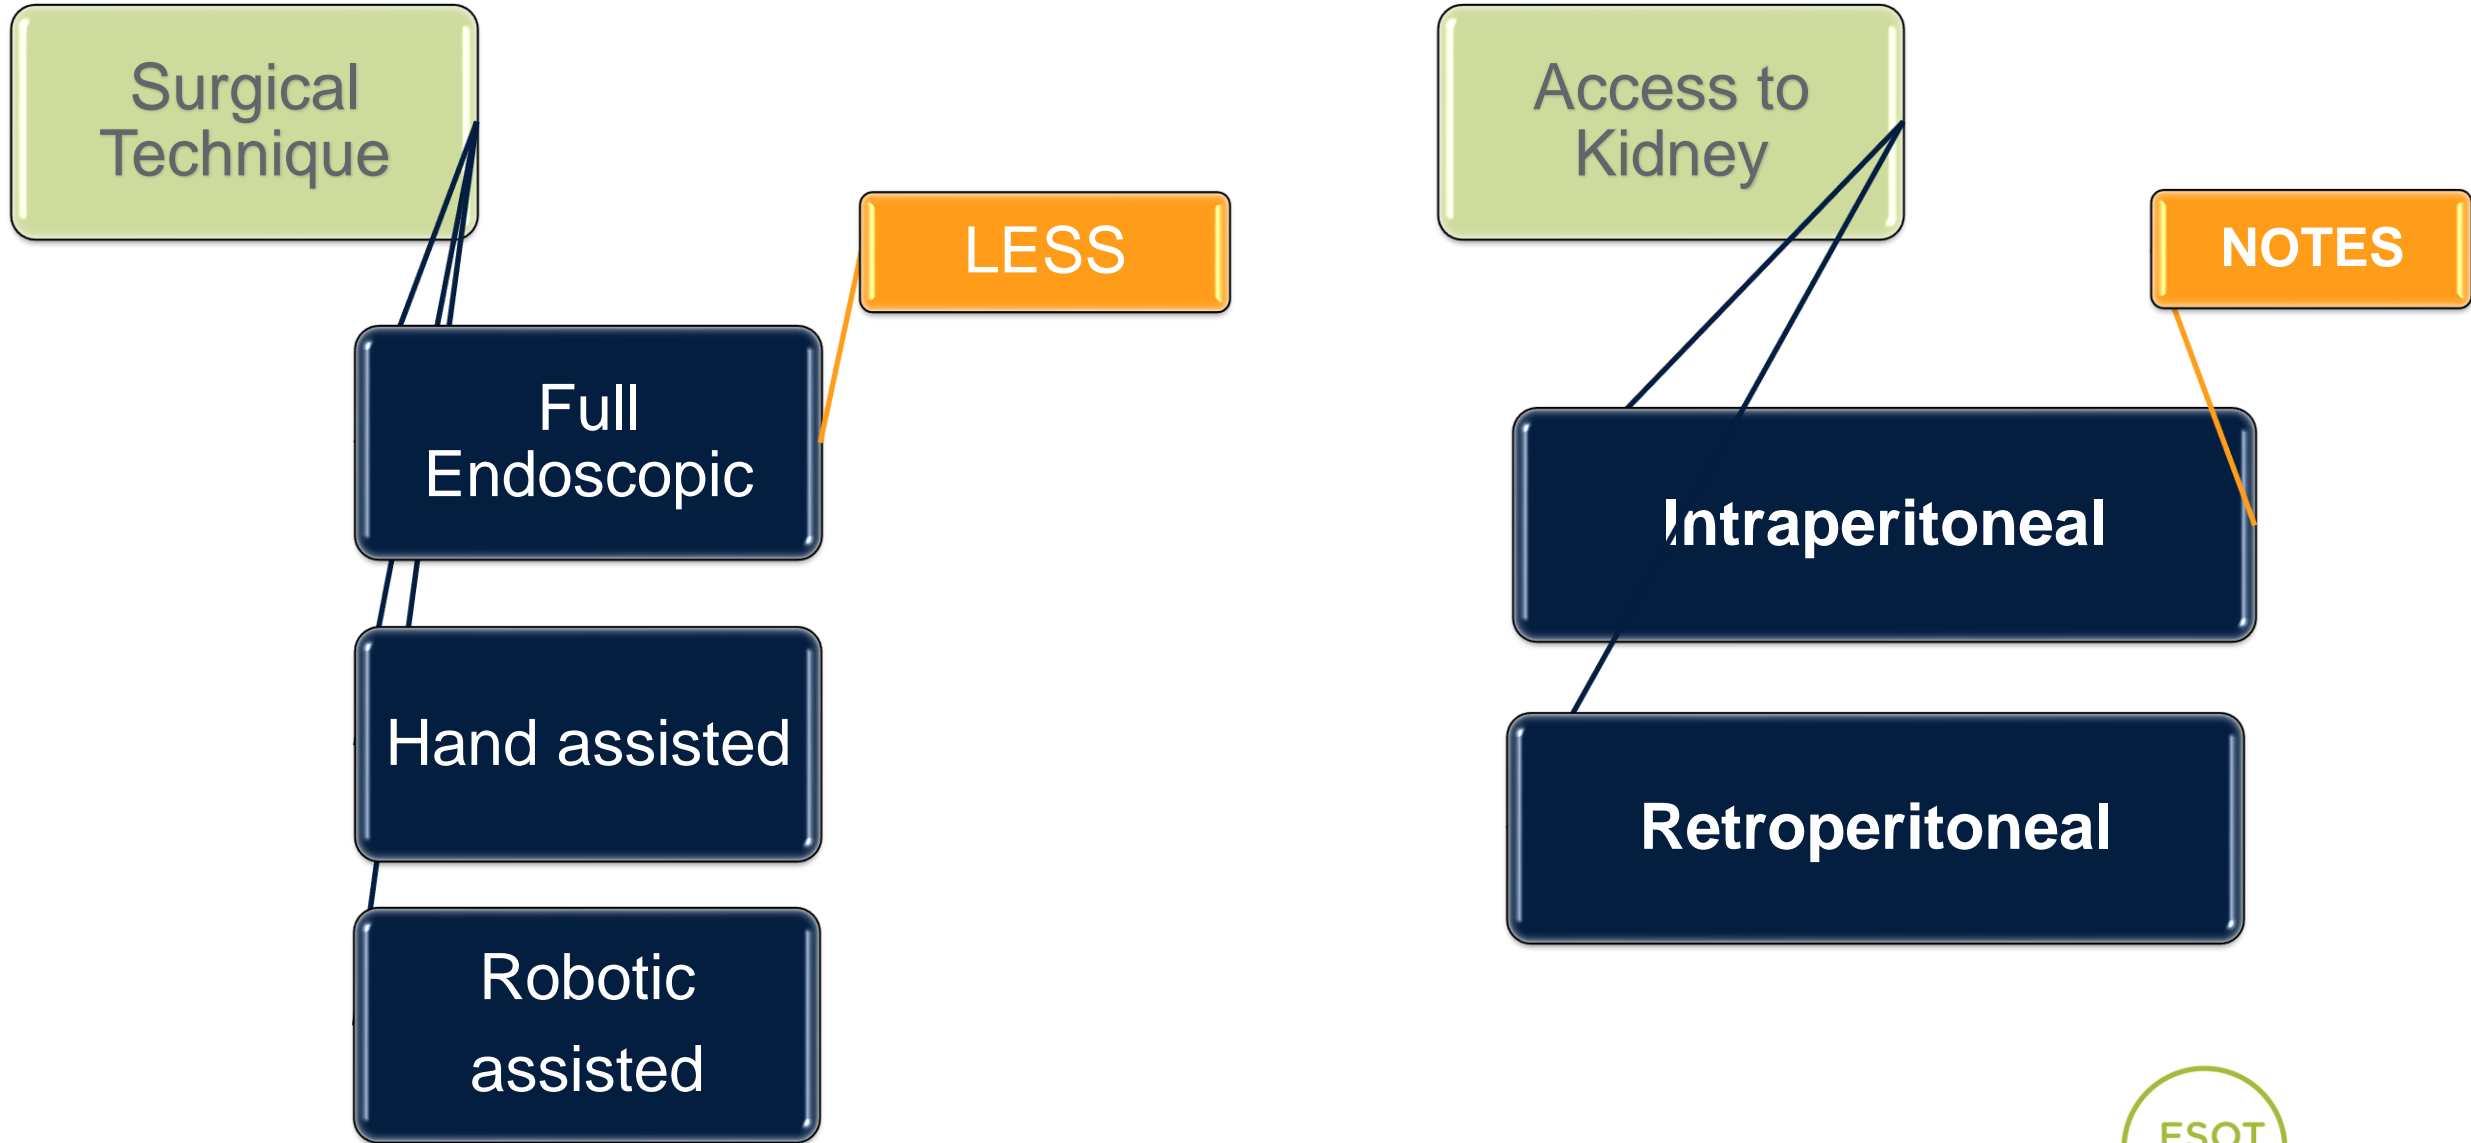 Surgical
Technique
LESS
Full
Endoscopic
Hand assisted
Robotic
assisted
Access to
Kidney
NOTES
Intraperitoneal
Retroperitoneal
ESOT